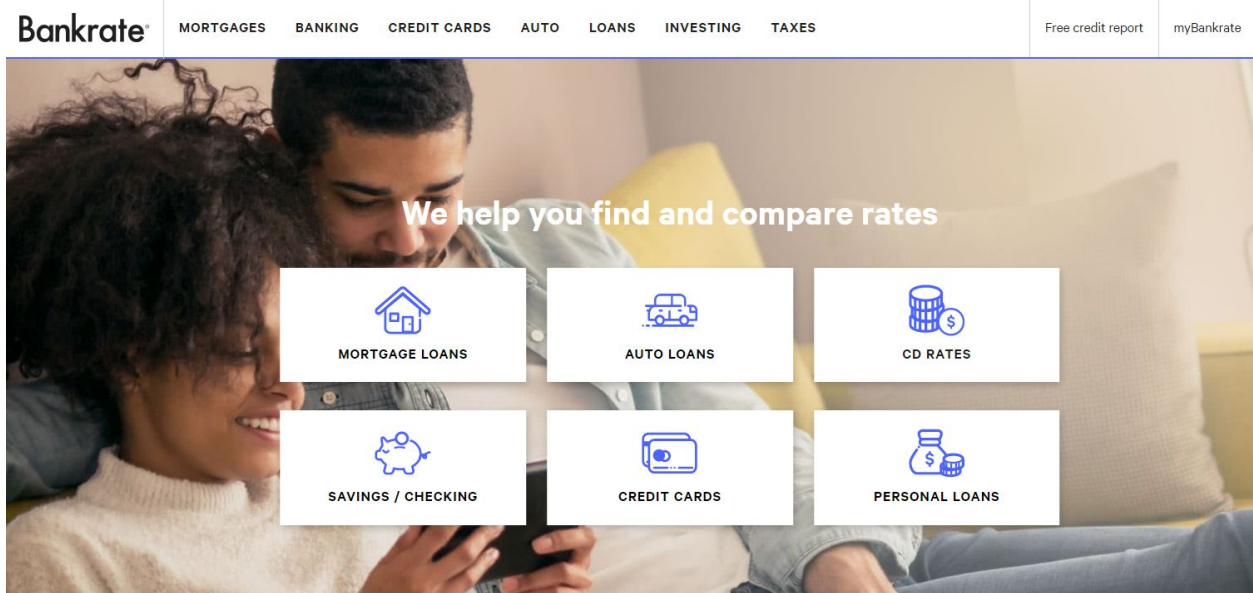 Bankrate®
MORTGAGES BANKING CREDIT CARDS AUTO LOANS INVESTING TAXES
Free credit report myBankrate
We help you find and compare rates
MORTGAGE LOANS AUTO LOANS CD RATES
SAVINGS / CHECKING CREDIT CARDS PERSONAL LOANS